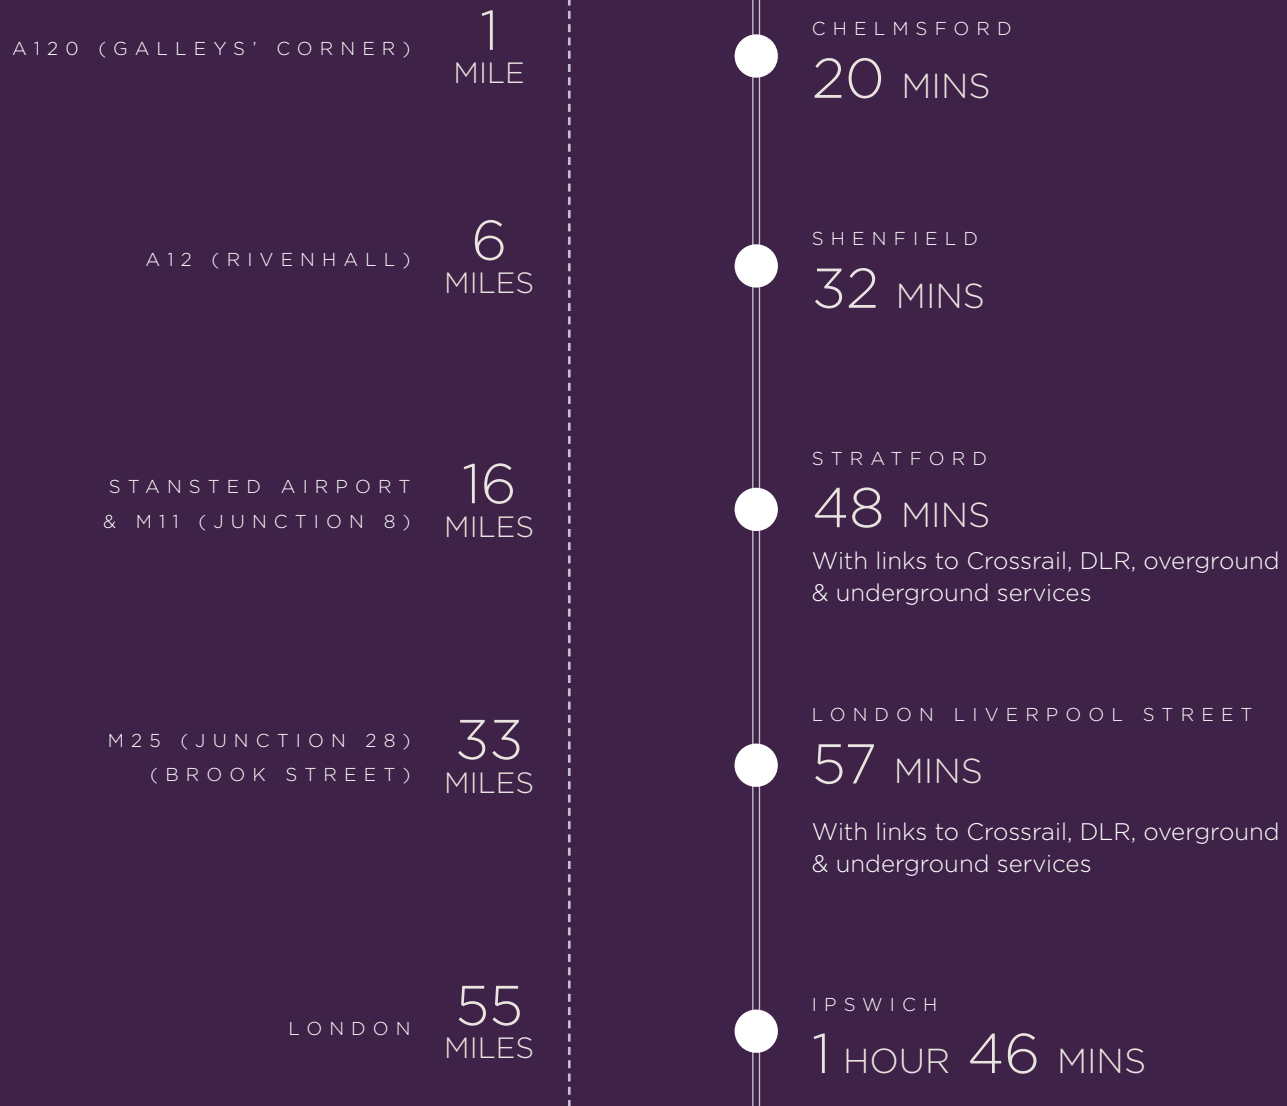 A120 (GALLEYS’ CORNER)
1
MILE
A12 (RIVENHALL)
6
MILES
STANSTED AIRPORT
& M11 (JUNCTION 8)
16
MILES
M25 (JUNCTION 28)
(BROOK STREET)
33
MILES
LONDON
55
MILES
CHELMSFORD
20 MINS
SHENFIELD
32 MINS
STRATFORD
48 MINS
With links to Crossrail, DLR, overground
& underground services
LONDON LIVERPOOL STREET
57 MINS
With links to Crossrail, DLR, overground
& underground services
IPSWICH
1 HOUR 46 MINS